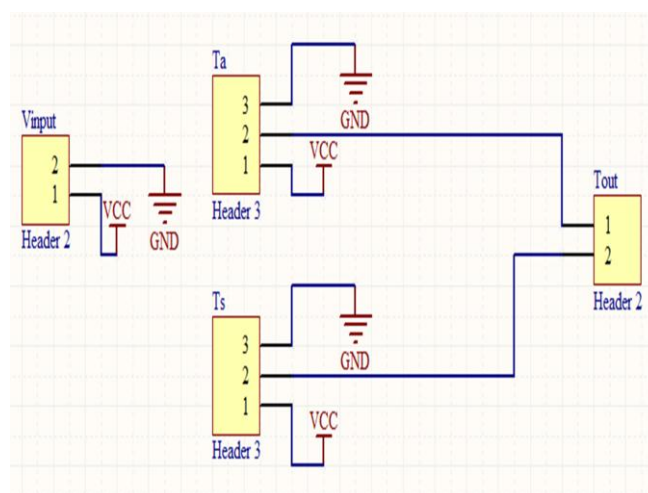 Vinput
2
1
Header 2
VCC
GND
Ta
3
2
1
Header 3
GND
VCC
Ts
3
2
1
Header 3
GND
VCC
Tout
1
2
Header 2